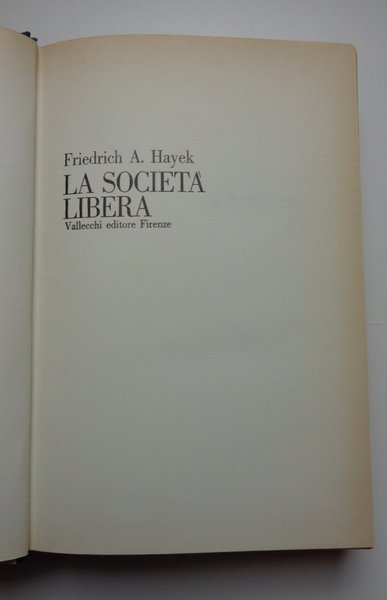 Friedrich A. Hayek
LA SOCIETÀ
LIBERA
Vallecchi editore Firenze